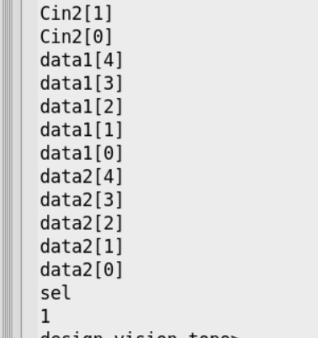 Cin2[1]
Cin2[0]
data1[4]
data1[3]
data1[2]
data1[1]
data1[0]
data2[4]
data2[3]
data2[2]
data2[1]
data2[0]
sel
1